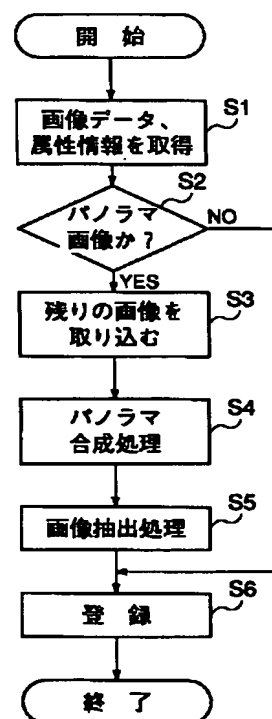 開 始
S1
画像データ、
属性情報を取得
S2
パノラマ
画像か?
NO
YES
S3
残りの画像を
取り込む
S4
パノラマ
合成処理
S5
画像抽出処理
S6
登 録
終 了